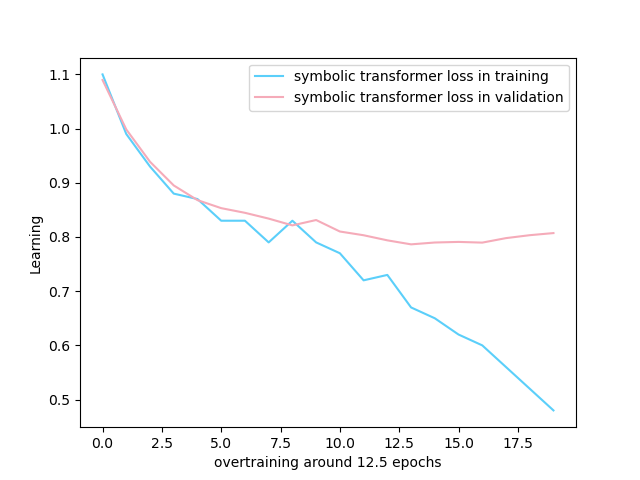 symbolic transformer loss in training
symbolic transformer loss in validation
Learning
1.1
1.0
0.9
0.8
0.7
0.6
0.5
0.0 2.5 5.0 7.5 10.0 12.5 15.0 17.5
overtraining around 12.5 epochs